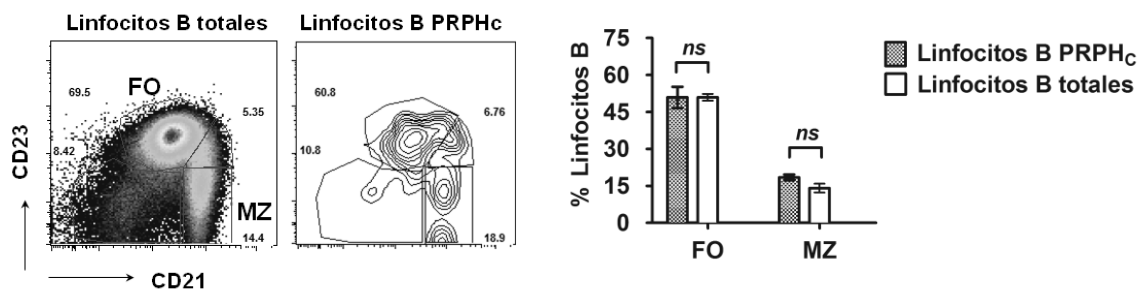 Linfocitos B totales
Linfocitos B PRPHc
69.5
FO
5.35
8.42
MZ
14.4
60.8
6.76
10.8
18.9
CD23
CD21
% Linfocitos B
75
60
45
30
15
0
ns
ns
FO
MZ
Linfocitos B PRPHC
Linfocitos B totales